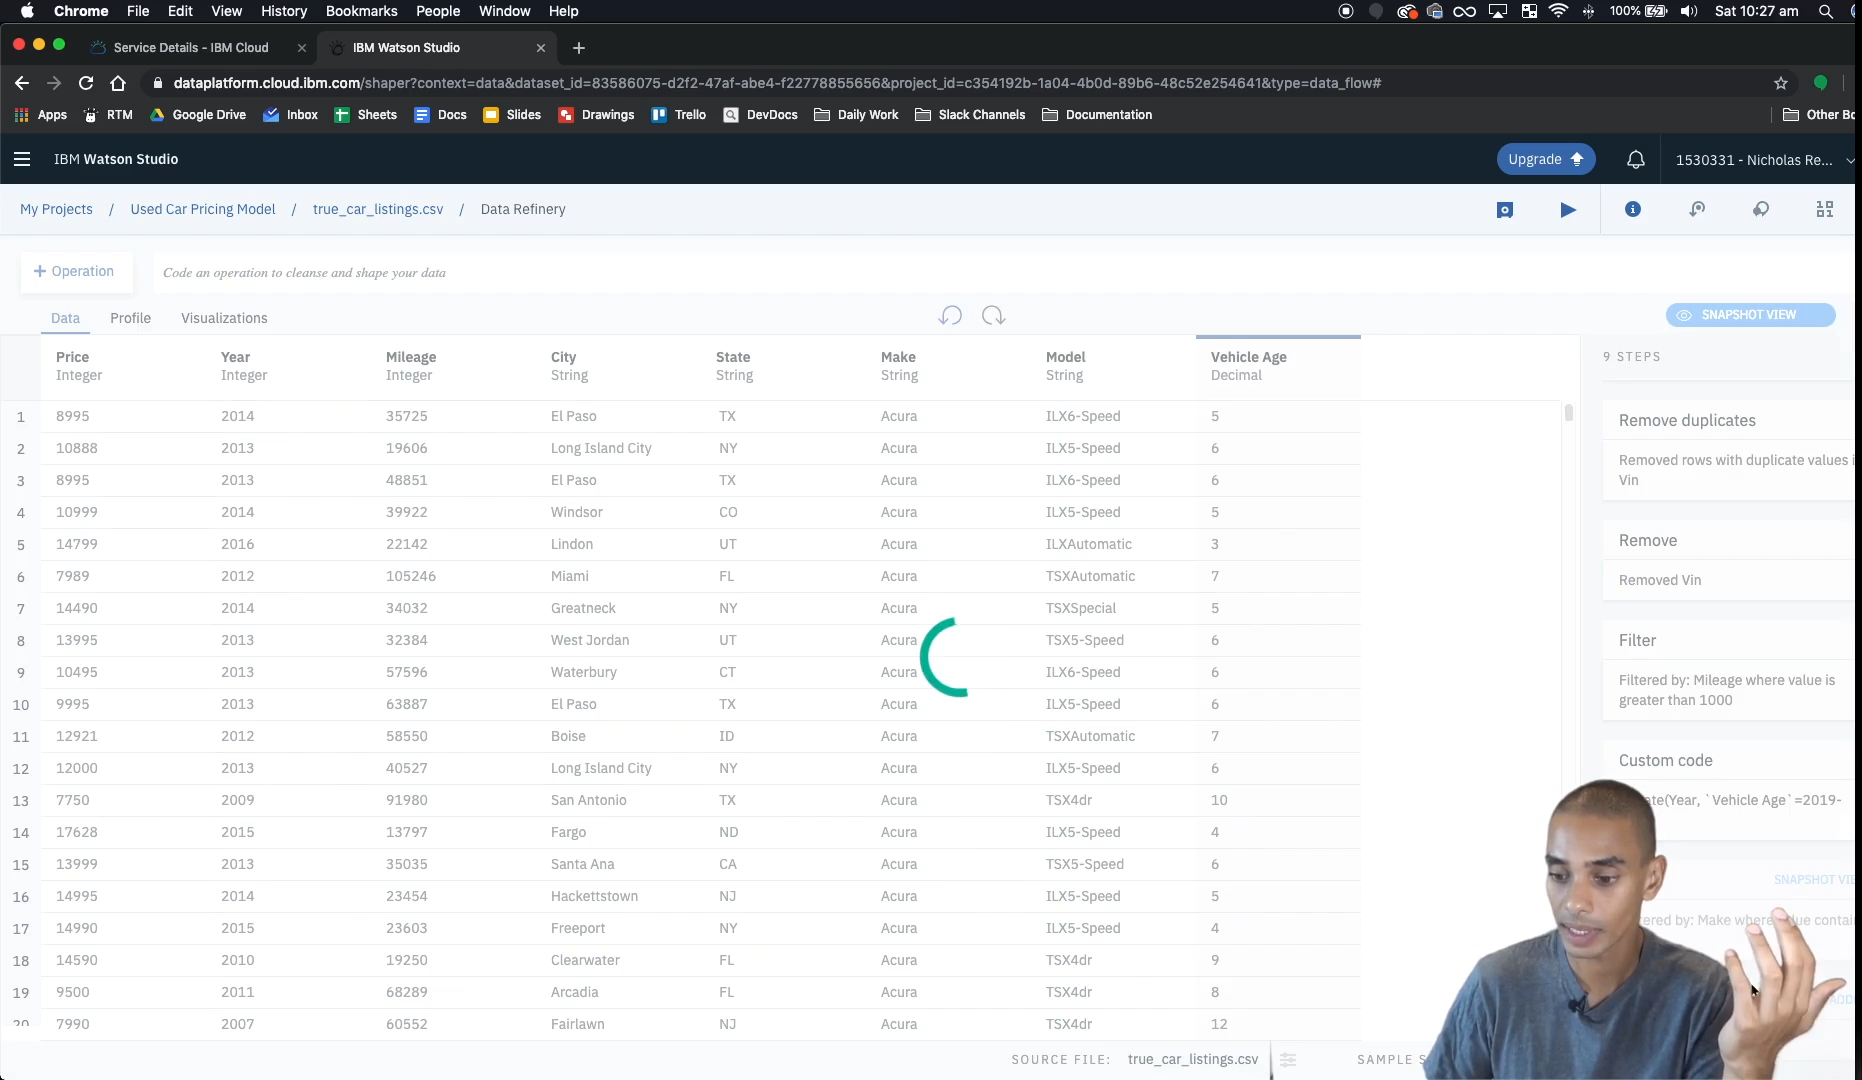 Chrome File Edit View History Bookmarks People Window Help 100% Sat 10:27 am
Service Details - IBM Cloud IBM Watson Studio
dataplatform.cloud.ibm.com/shaper?context=data&dataset_id=83586075-d2f2-47af-abe4-f22778855656&project_id=c354192b-1a04-4b0d-89b6-48c52e254641&type=data_flow#
Apps RTM Google Drive Inbox Sheets Docs Slides Drawings Trello DevDocs Daily Work Slack Channels Documentation Other Bo
IBM Watson Studio Upgrade 1530331 - Nicholas Re...
My Projects / Used Car Pricing Model / true_car_listings.csv / Data Refinery
+ Operation Code an operation to cleanse and shape your data
Data Profile Visualizations SNAPSHOT VIEW
Price Year Mileage City State Make Model Vehicle Age
Integer Integer Integer String String String String Decimal
1 8995 2014 35725 El Paso TX Acura ILX6-Speed 5
2 10888 2013 19606 Long Island City NY Acura ILX5-Speed 6
3 8995 2013 48851 El Paso TX Acura ILX6-Speed 6
4 10999 2014 39922 Windsor CO Acura ILX5-Speed 5
5 14799 2016 22142 Lindon UT Acura ILXAutomatic 3
6 7989 2012 105246 Miami FL Acura TSXAutomatic 7
7 14490 2014 34032 Greatneck NY Acura TSXSpecial 5
8 13995 2013 32384 West Jordan UT Acura TSX5-Speed 6
9 10495 2013 57596 Waterbury CT Acura ILX6-Speed 6
10 9995 2013 63887 El Paso TX Acura ILX5-Speed 6
11 12921 2012 58550 Boise ID Acura TSXAutomatic 7
12 12000 2013 40527 Long Island City NY Acura ILX5-Speed 6
13 7750 2009 91980 San Antonio TX Acura TSX4dr 10
14 17628 2015 13797 Fargo ND Acura ILX5-Speed 4
15 13999 2013 35035 Santa Ana CA Acura TSX5-Speed 6
16 14995 2014 23454 Hackettstown NJ Acura ILX5-Speed 5
17 14990 2015 23603 Freeport NY Acura ILX5-Speed 4
18 14590 2010 19250 Clearwater FL Acura TSX4dr 9
19 9500 2011 68289 Arcadia FL Acura TSX4dr 8
20 7990 2007 60552 Fairlawn NJ Acura TSX4dr 12
9 STEPS
Remove duplicates
Removed rows with duplicate values i
Vin
Remove
Removed Vin
Filter
Filtered by: Mileage where value is
greater than 1000
Custom code
ate(Year, `Vehicle Age`=2019-
SNAPSHOT VIE
ered by: Make where ue contai
ADD
SOURCE FILE: true_car_listings.csv SAMPLE S